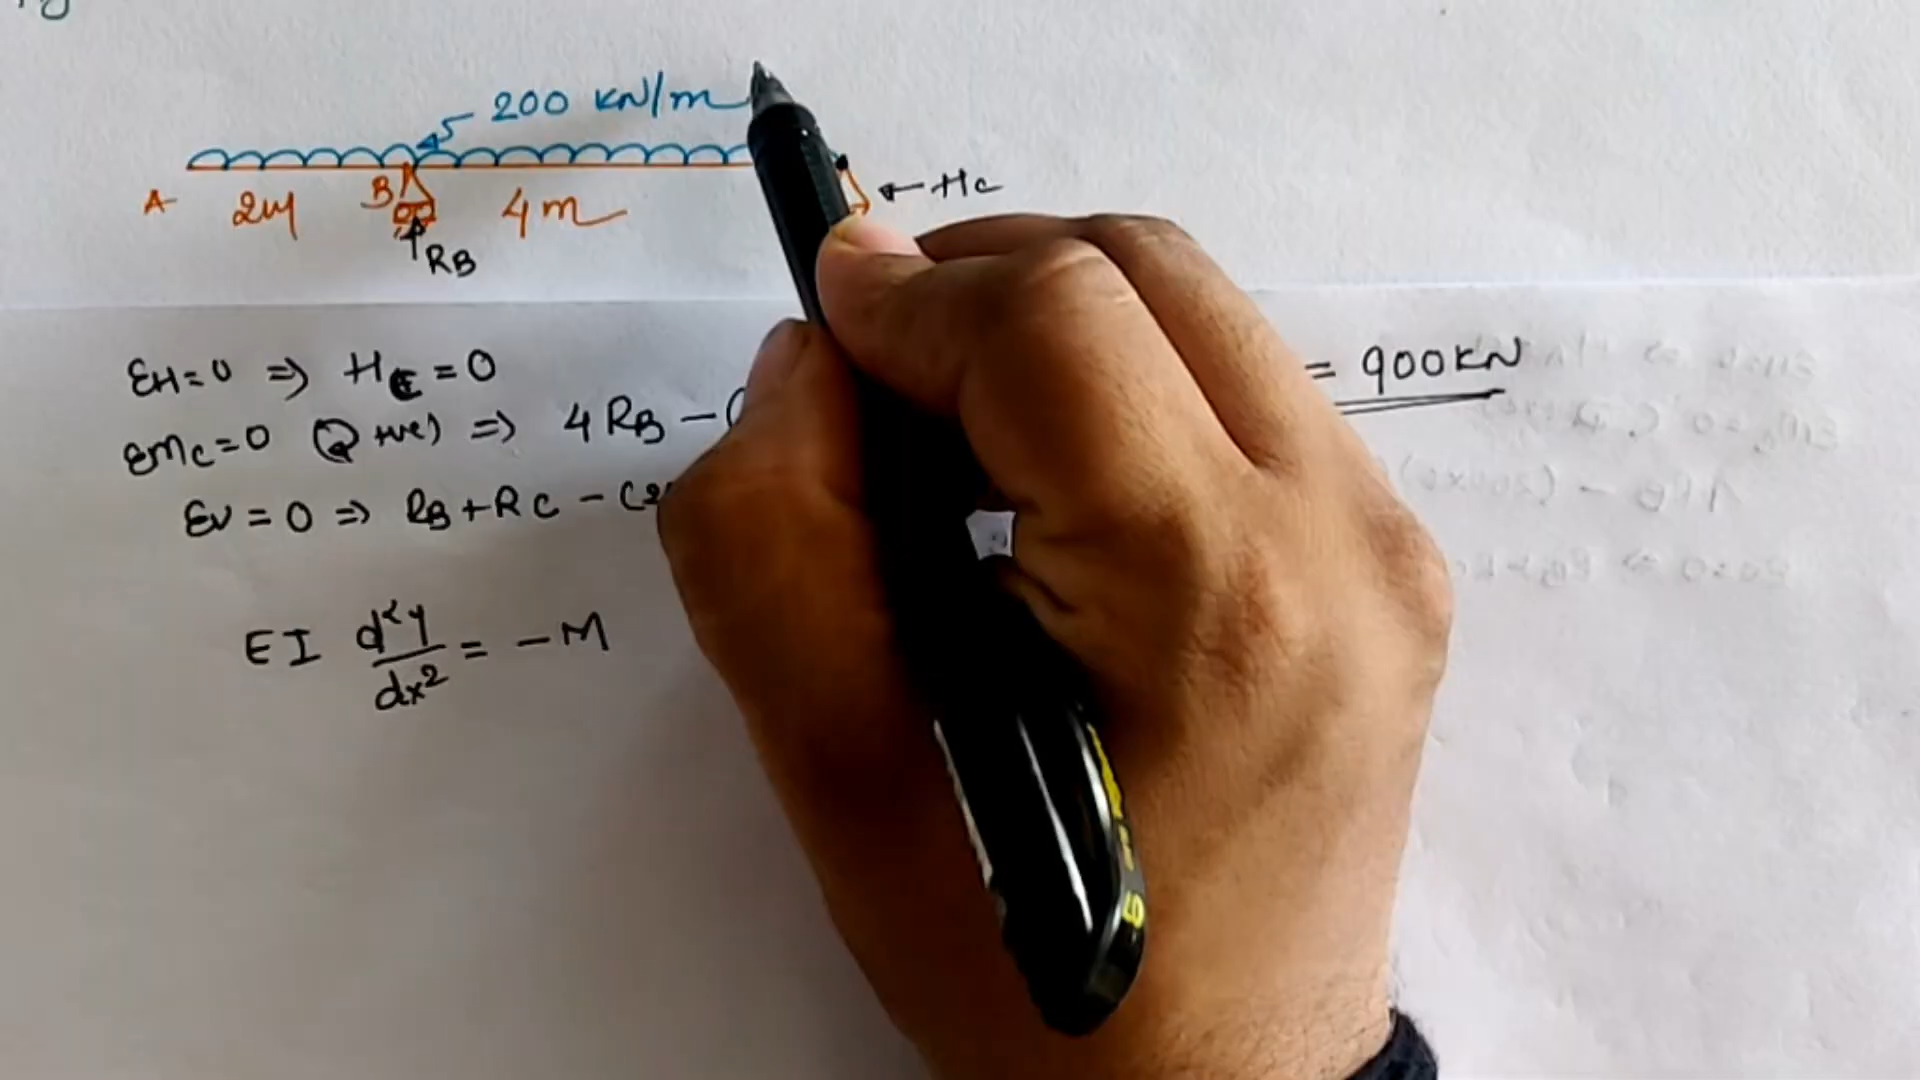 200 KN/m
Hc
A 2m B 4m
RB
ΣH=0 ⇒ Hc = 0
= 900KN
Σmc=0 (↻ +ve) ⇒ 4RB - (
ΣV = 0 ⇒ RB+RC - (2
EI d²y/dx² = -M